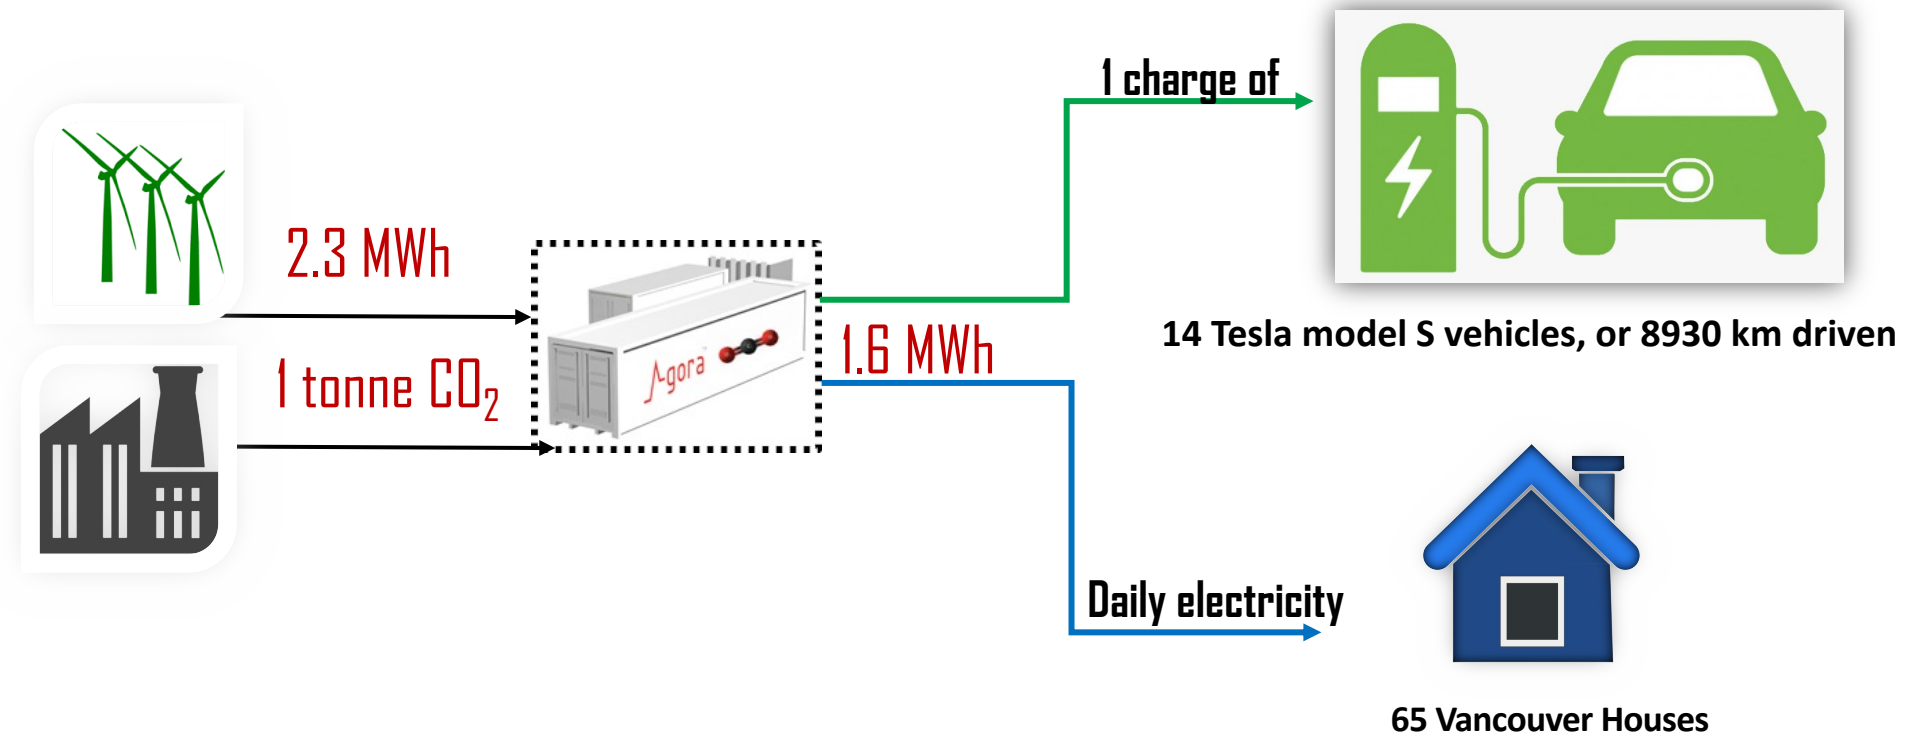 1 charge of
2.3 MWh
14 Tesla model S vehicles, or 8930 km driven
1.6 MWh
Agora™
1 tonne CO₂
Daily electricity
65 Vancouver Houses